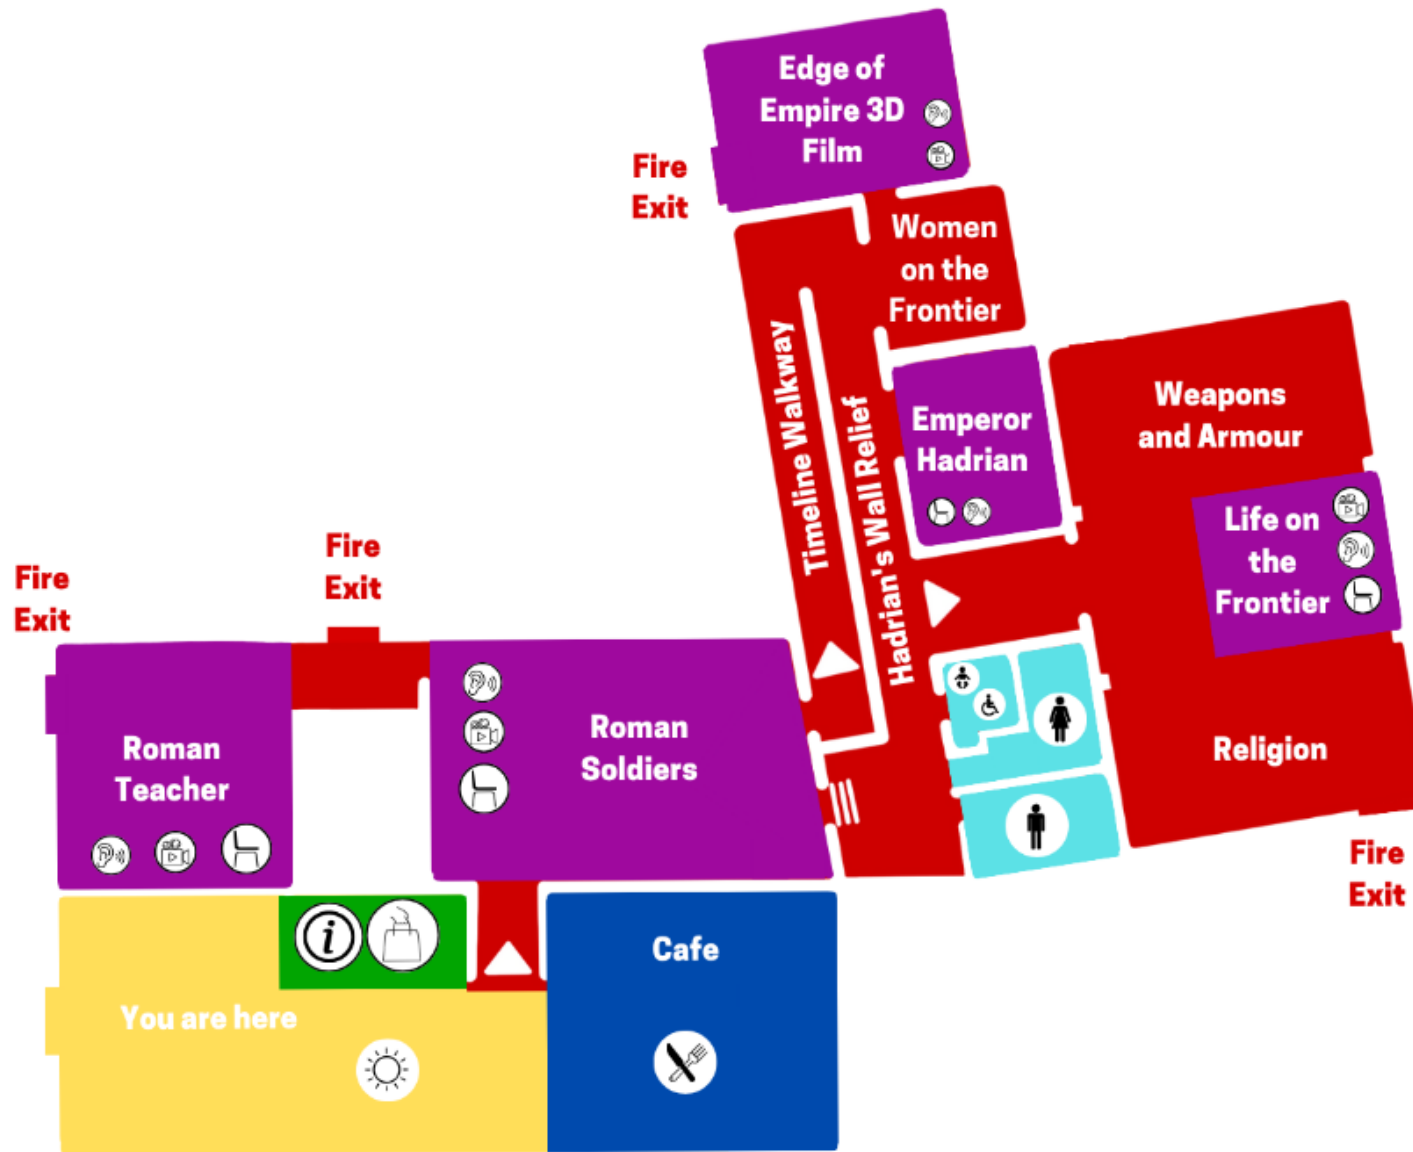 Edge of
Empire 3D
Film
Fire
Exit
Women
on the
Frontier
Timeline Walkway
Hadrian's Wall Relief
Emperor
Hadrian
Weapons
and Armour
Life on
the
Frontier
Fire
Exit
Fire
Exit
Roman
Teacher
Roman
Soldiers
Religion
Fire
Exit
i
Cafe
You are here